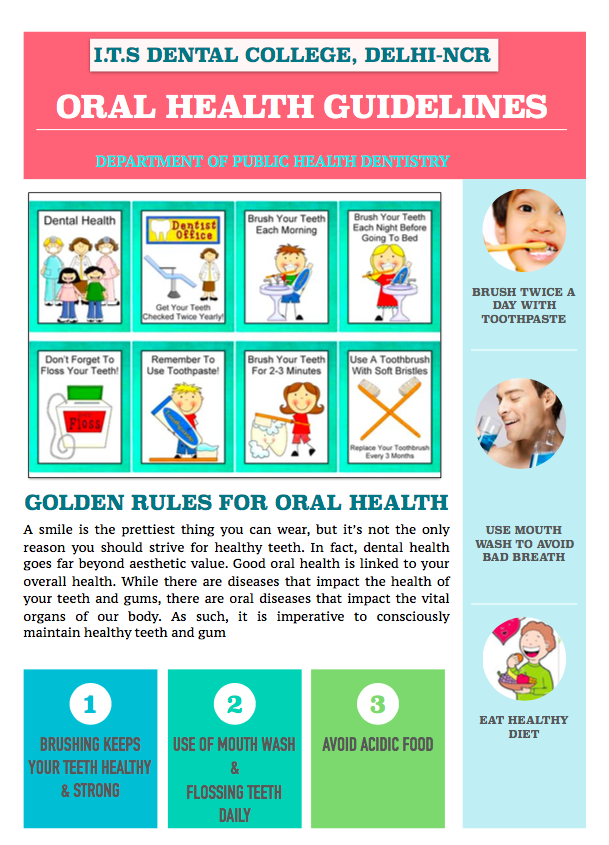 I.T.S DENTAL COLLEGE, DELHI-NCR
ORAL HEALTH GUIDELINES
DEPARTMENT OF PUBLIC HEALTH DENTISTRY
Dental Health
Dentist
Office
Get Your Teeth
Checked Twice Yearly!
Brush Your Teeth
Each Morning
Brush Your Teeth
Each Night Before
Going To Bed
Don't Forget To
Floss Your Teeth!
Floss
Remember To
Use Toothpaste!
Toothpaste
Brush Your Teeth
For 2-3 Minutes
Use A Toothbrush
With Soft Bristles
Replace Your Toothbrush
Every 3 Months
BRUSH TWICE A
DAY WITH
TOOTHPASTE
USE MOUTH
WASH TO AVOID
BAD BREATH
EAT HEALTHY
DIET
GOLDEN RULES FOR ORAL HEALTH
A smile is the prettiest thing you can wear, but it's not the only
reason you should strive for healthy teeth. In fact, dental health
goes far beyond aesthetic value. Good oral health is linked to your
overall health. While there are diseases that impact the health of
your teeth and gums, there are oral diseases that impact the vital
organs of our body. As such, it is imperative to consciously
maintain healthy teeth and gum
1
BRUSHING KEEPS
YOUR TEETH HEALTHY
& STRONG
2
USE OF MOUTH WASH
&
FLOSSING TEETH
DAILY
3
AVOID ACIDIC FOOD